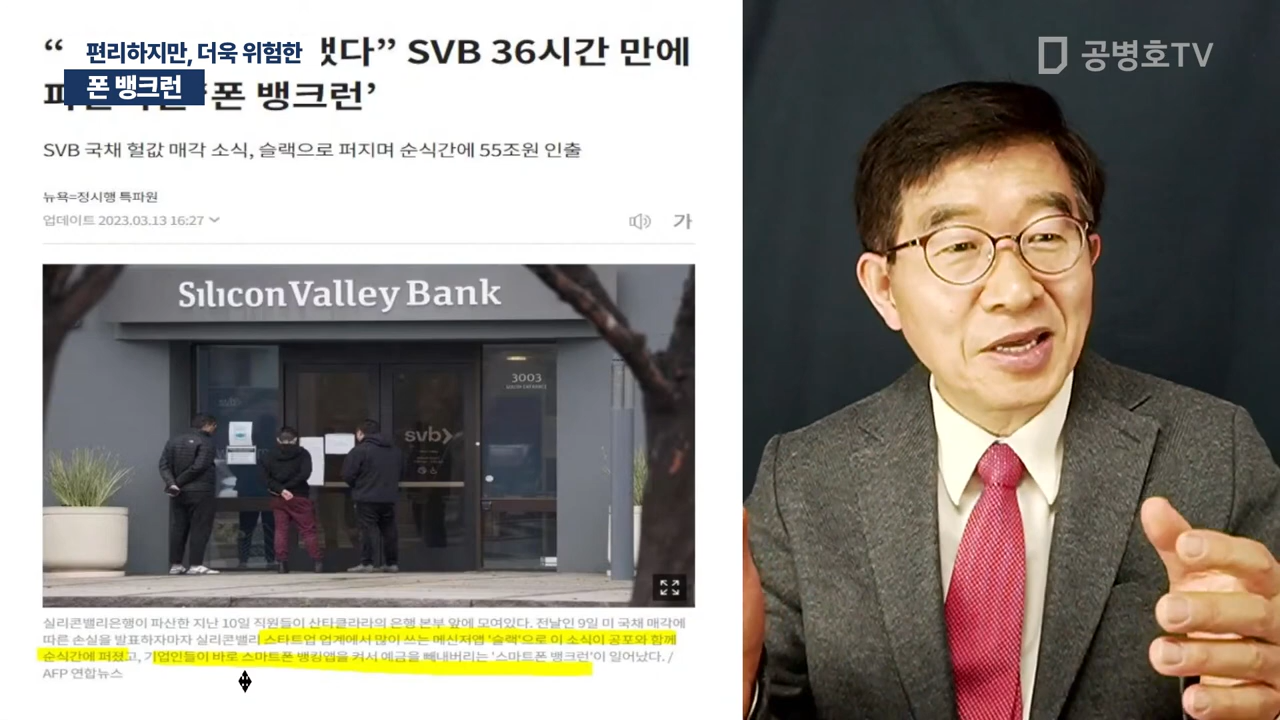 “ 편리하지만, 더욱 위험한 했다” SVB 36시간 만에
폰 뱅크런 ‘폰 뱅크런’
공병호TV
SVB 국채 헐값 매각 소식, 슬랙으로 퍼지며 순식간에 55조원 인출
뉴욕=정시행 특파원
업데이트 2023.03.13 16:27
가
Silicon Valley Bank
3003
svb
실리콘밸리은행이 파산한 지난 10일 직원들이 산타클라라의 은행 본부 앞에 모여있다. 전날인 9일 미 국채 매각에
따른 손실을 발표하자마자 실리콘밸리 스타트업 업계에서 많이 쓰는 메신저앱 '슬랙'으로 이 소식이 공포와 함께
순식간에 퍼졌고, 기업인들이 바로 스마트폰 뱅킹앱을 켜서 예금을 빼내버리는 '스마트폰 뱅크런'이 일어났다. /
AFP 연합뉴스